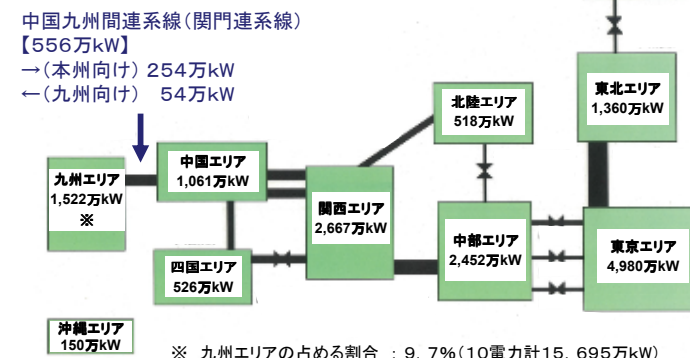 中国九州間連系線（関門連系線）
【556万kW】
→（本州向け） 254万kW
←（九州向け） 54万kW
東北エリア
1,360万kW
北陸エリア
518万kW
中国エリア
1,061万kW
九州エリア
1,522万kW
※
関西エリア
2,667万kW
中部エリア
2,452万kW
東京エリア
4,980万kW
四国エリア
526万kW
沖縄エリア
150万kW
※ 九州エリアの占める割合 ：９．７％（10電力計１５，６９５万kW）